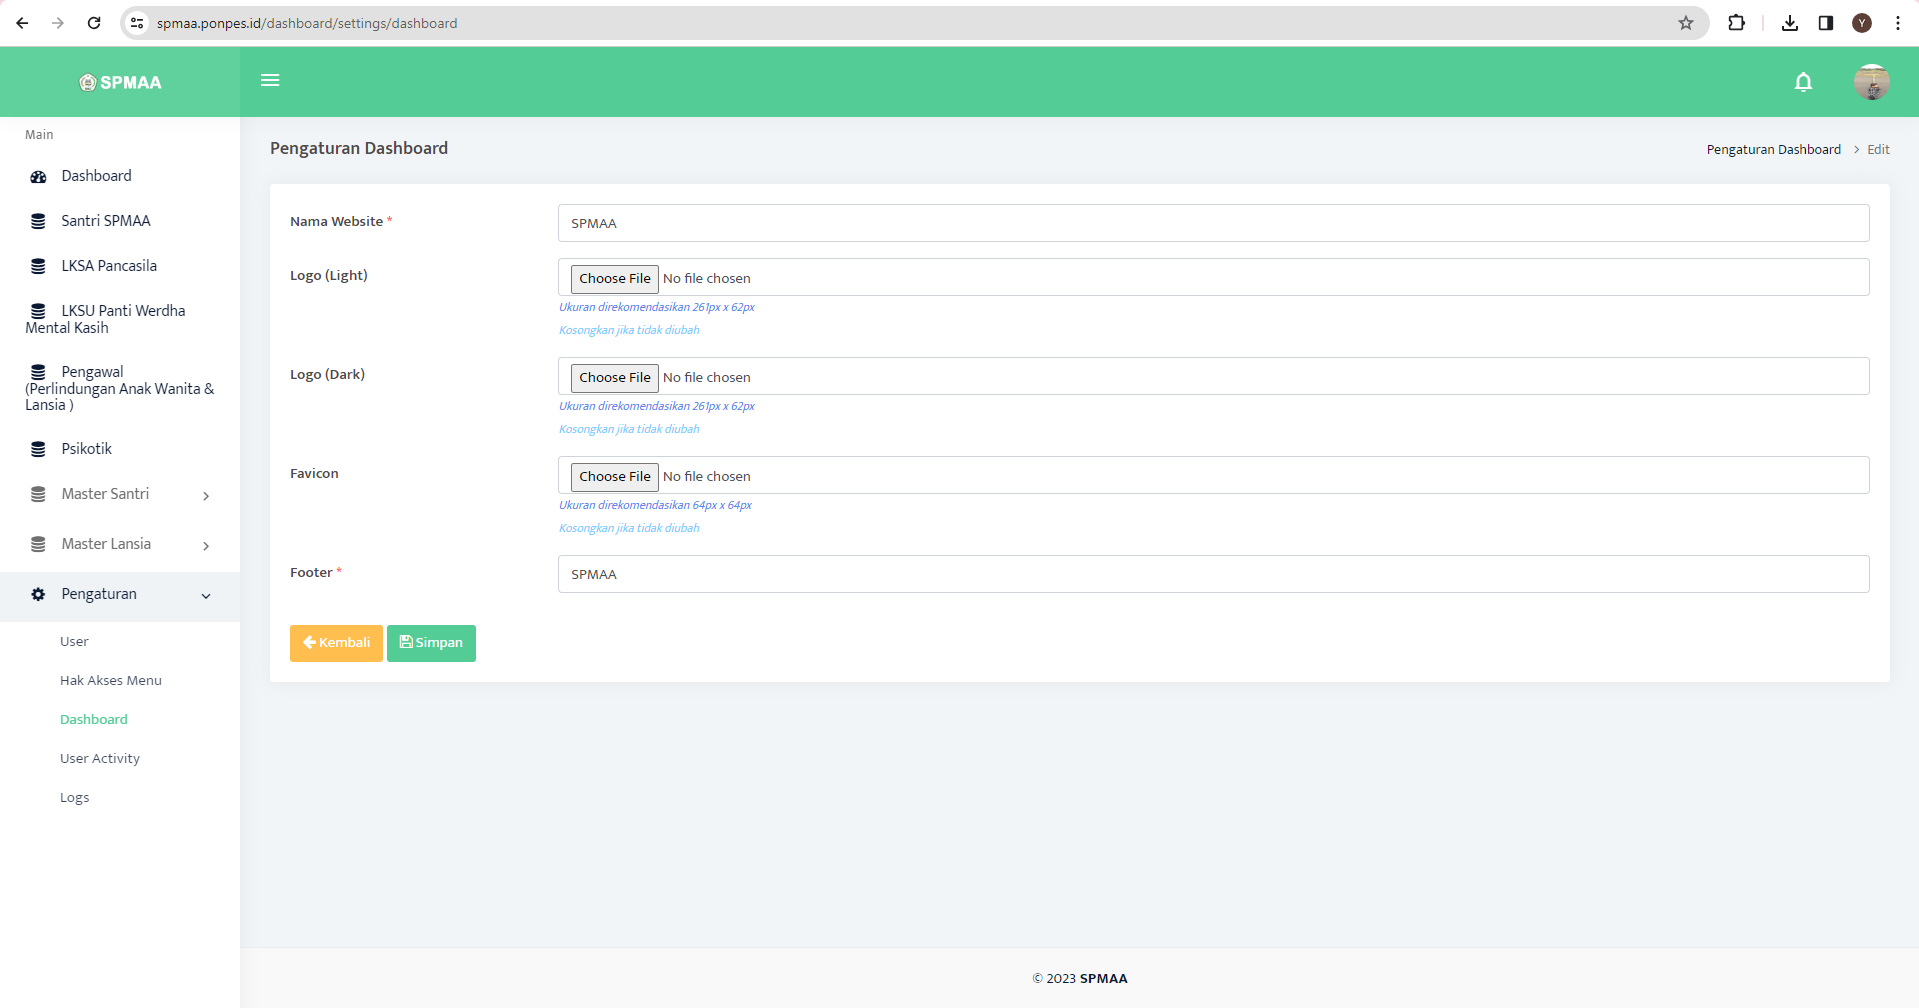 spmaa.ponpes.id/dashboard/settings/dashboard
Y
SPMAA
Main
Dashboard
Santri SPMAA
LKSA Pancasila
LKSU Panti Werdha
Mental Kasih
Pengawal
(Perlindungan Anak Wanita &
Lansia )
Psikotik
Master Santri
Master Lansia
Pengaturan
User
Hak Akses Menu
Dashboard
User Activity
Logs
Pengaturan Dashboard
Pengaturan Dashboard > Edit
Nama Website *
SPMAA
Logo (Light)
Choose File No file chosen
Ukuran direkomendasikan 261px x 62px
Kosongkan jika tidak diubah
Logo (Dark)
Choose File No file chosen
Ukuran direkomendasikan 261px x 62px
Kosongkan jika tidak diubah
Favicon
Choose File No file chosen
Ukuran direkomendasikan 64px x 64px
Kosongkan jika tidak diubah
Footer *
SPMAA
Kembali
Simpan
© 2023 SPMAA